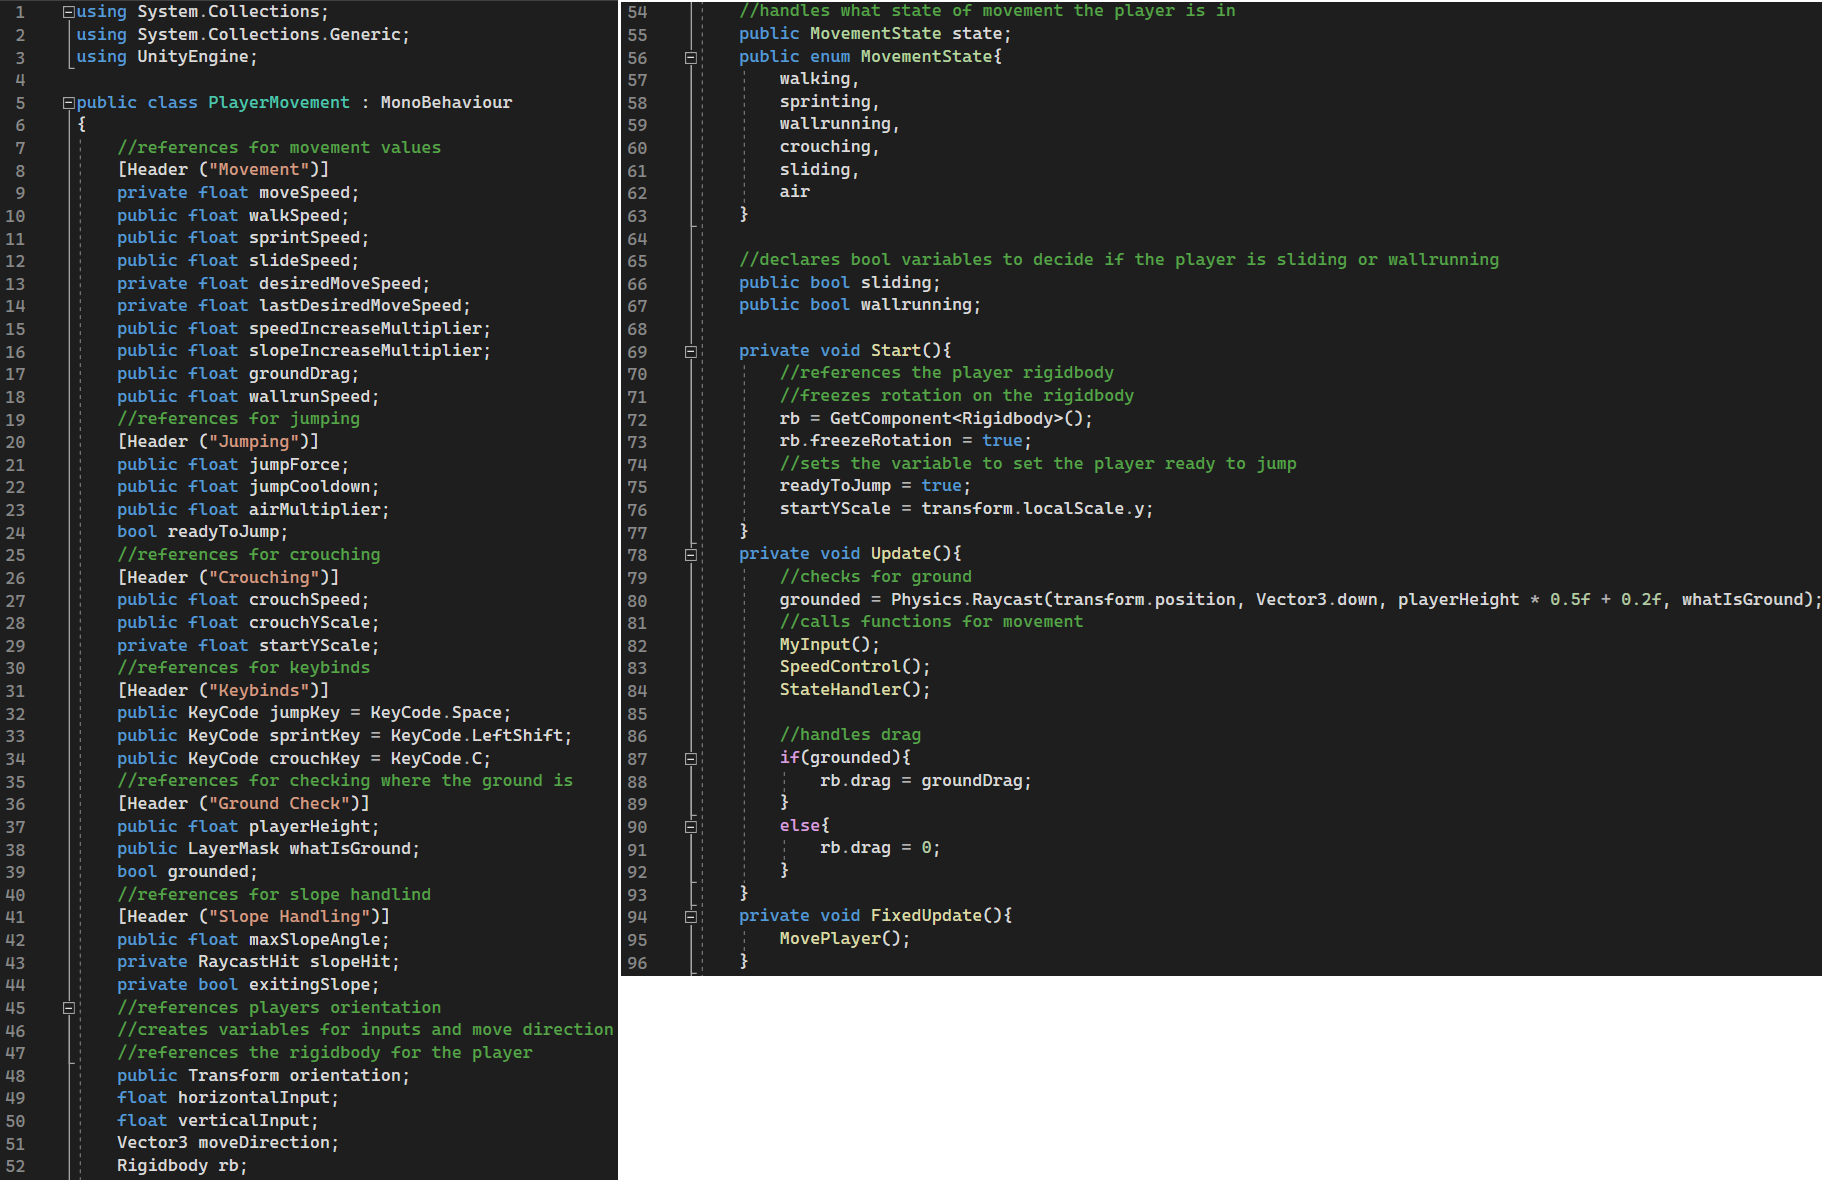 1 using System.Collections;
2 using System.Collections.Generic;
3 using UnityEngine;
4
5 public class PlayerMovement : MonoBehaviour
6 {
7 //references for movement values
8 [Header ("Movement")]
9 private float moveSpeed;
10 public float walkSpeed;
11 public float sprintSpeed;
12 public float slideSpeed;
13 private float desiredMoveSpeed;
14 private float lastDesiredMoveSpeed;
15 public float speedIncreaseMultiplier;
16 public float slopeIncreaseMultiplier;
17 public float groundDrag;
18 public float wallrunSpeed;
19 //references for jumping
20 [Header ("Jumping")]
21 public float jumpForce;
22 public float jumpCooldown;
23 public float airMultiplier;
24 bool readyToJump;
25 //references for crouching
26 [Header ("Crouching")]
27 public float crouchSpeed;
28 public float crouchYScale;
29 private float startYScale;
30 //references for keybinds
31 [Header ("Keybinds")]
32 public KeyCode jumpKey = KeyCode.Space;
33 public KeyCode sprintKey = KeyCode.LeftShift;
34 public KeyCode crouchKey = KeyCode.C;
35 //references for checking where the ground is
36 [Header ("Ground Check")]
37 public float playerHeight;
38 public LayerMask whatIsGround;
39 bool grounded;
40 //references for slope handlind
41 [Header ("Slope Handling")]
42 public float maxSlopeAngle;
43 private RaycastHit slopeHit;
44 private bool exitingSlope;
45 //references players orientation
46 //creates variables for inputs and move direction
47 //references the rigidbody for the player
48 public Transform orientation;
49 float horizontalInput;
50 float verticalInput;
51 Vector3 moveDirection;
52 Rigidbody rb;
54 //handles what state of movement the player is in
55 public MovementState state;
56 public enum MovementState{
57 walking,
58 sprinting,
59 wallrunning,
60 crouching,
61 sliding,
62 air
63 }
64
65 //declares bool variables to decide if the player is sliding or wallrunning
66 public bool sliding;
67 public bool wallrunning;
68
69 private void Start(){
70 //references the player rigidbody
71 //freezes rotation on the rigidbody
72 rb = GetComponent<Rigidbody>();
73 rb.freezeRotation = true;
74 //sets the variable to set the player ready to jump
75 readyToJump = true;
76 startYScale = transform.localScale.y;
77 }
78 private void Update(){
79 //checks for ground
80 grounded = Physics.Raycast(transform.position, Vector3.down, playerHeight * 0.5f + 0.2f, whatIsGround);
81 //calls functions for movement
82 MyInput();
83 SpeedControl();
84 StateHandler();
85
86 //handles drag
87 if(grounded){
88 rb.drag = groundDrag;
89 }
90 else{
91 rb.drag = 0;
92 }
93 }
94 private void FixedUpdate(){
95 MovePlayer();
96 }